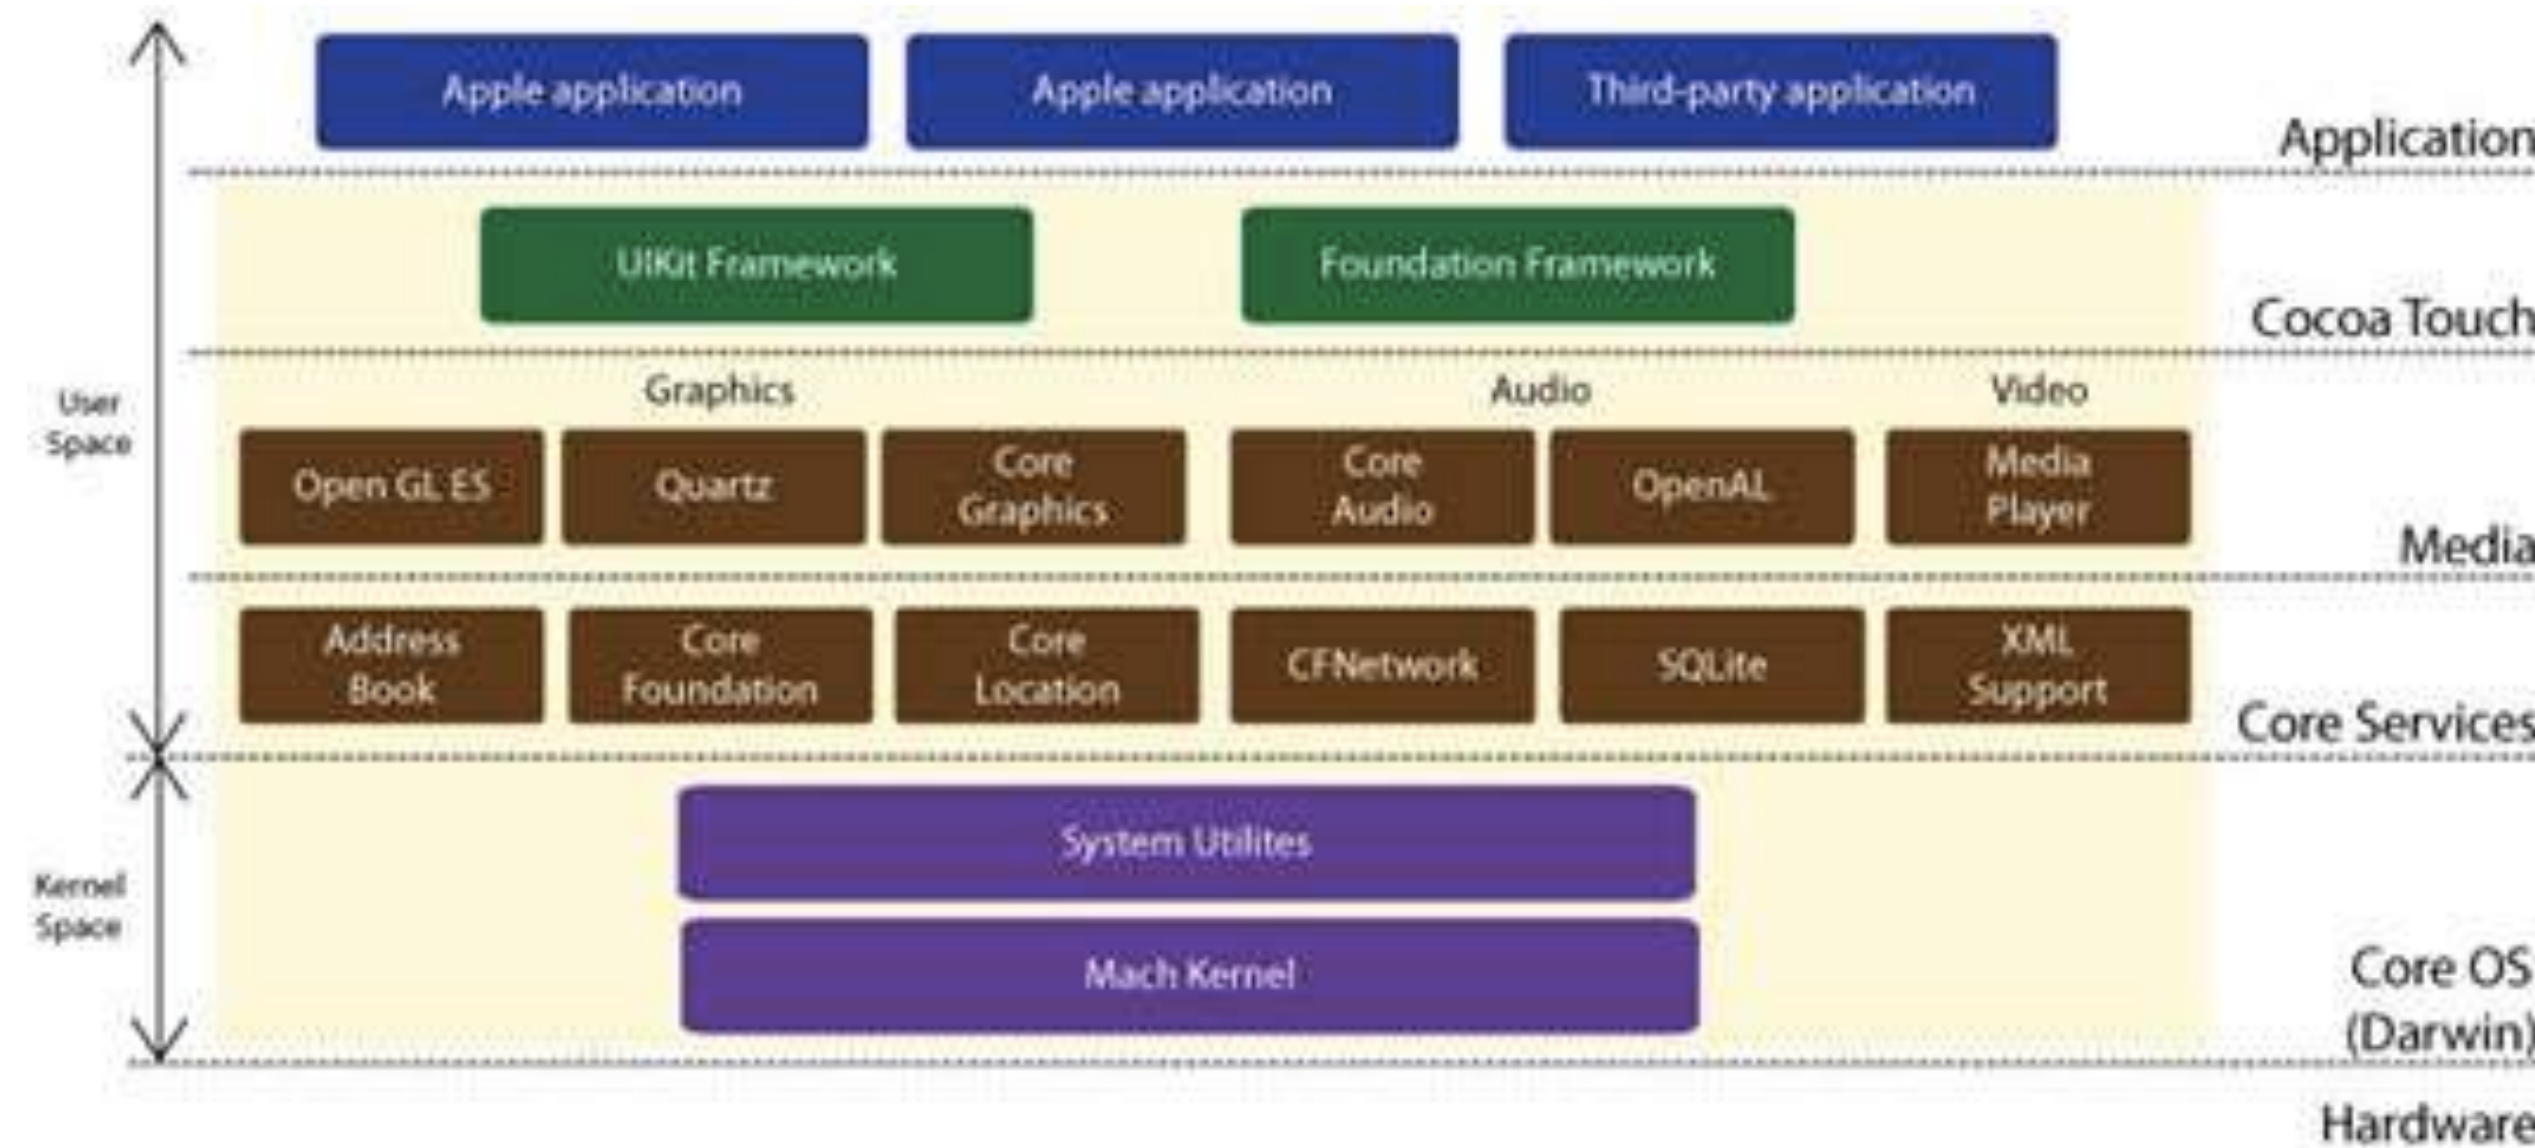 Apple application
Apple application
Third-party application
Application
UIKit Framework
Foundation Framework
Cocoa Touch
User
Space
Graphics
Audio
Video
Open GL ES
Quartz
Core
Graphics
Core
Audio
OpenAL
Media
Player
Media
Address
Book
Core
Foundation
Core
Location
CFNetwork
SQLite
XML
Support
Core Services
Kernel
Space
System Utilites
Mach Kernel
Core OS
(Darwin)
Hardware